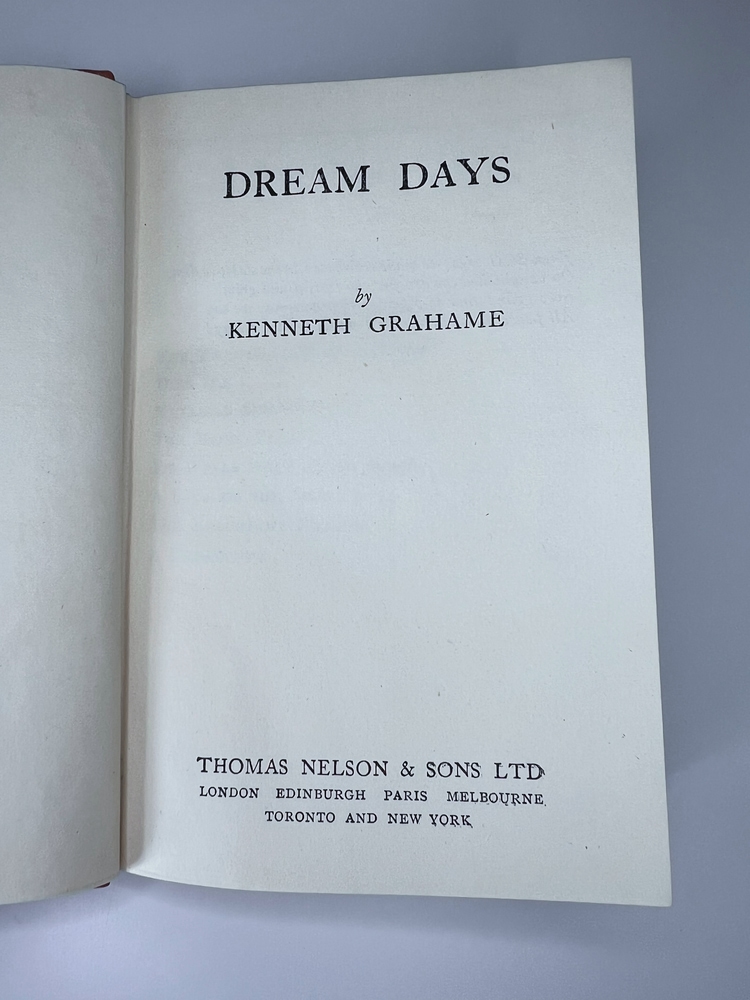 DREAM DAYS
by
KENNETH GRAHAME
THOMAS NELSON & SONS LTD
LONDON EDINBURGH PARIS MELBOURNE
TORONTO AND NEW YORK